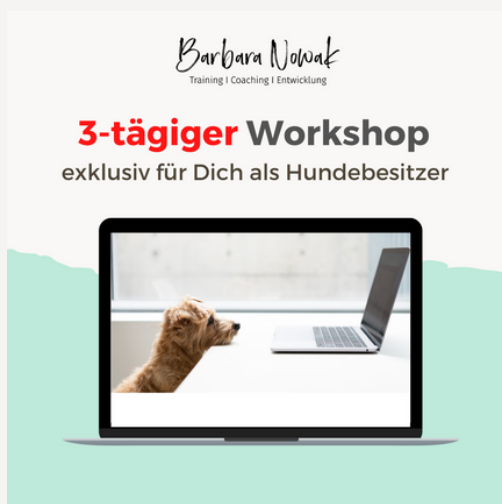 Barbara Nowak
Training I Coaching I Entwicklung
3-tägiger Workshop
exklusiv für Dich als Hundebesitzer